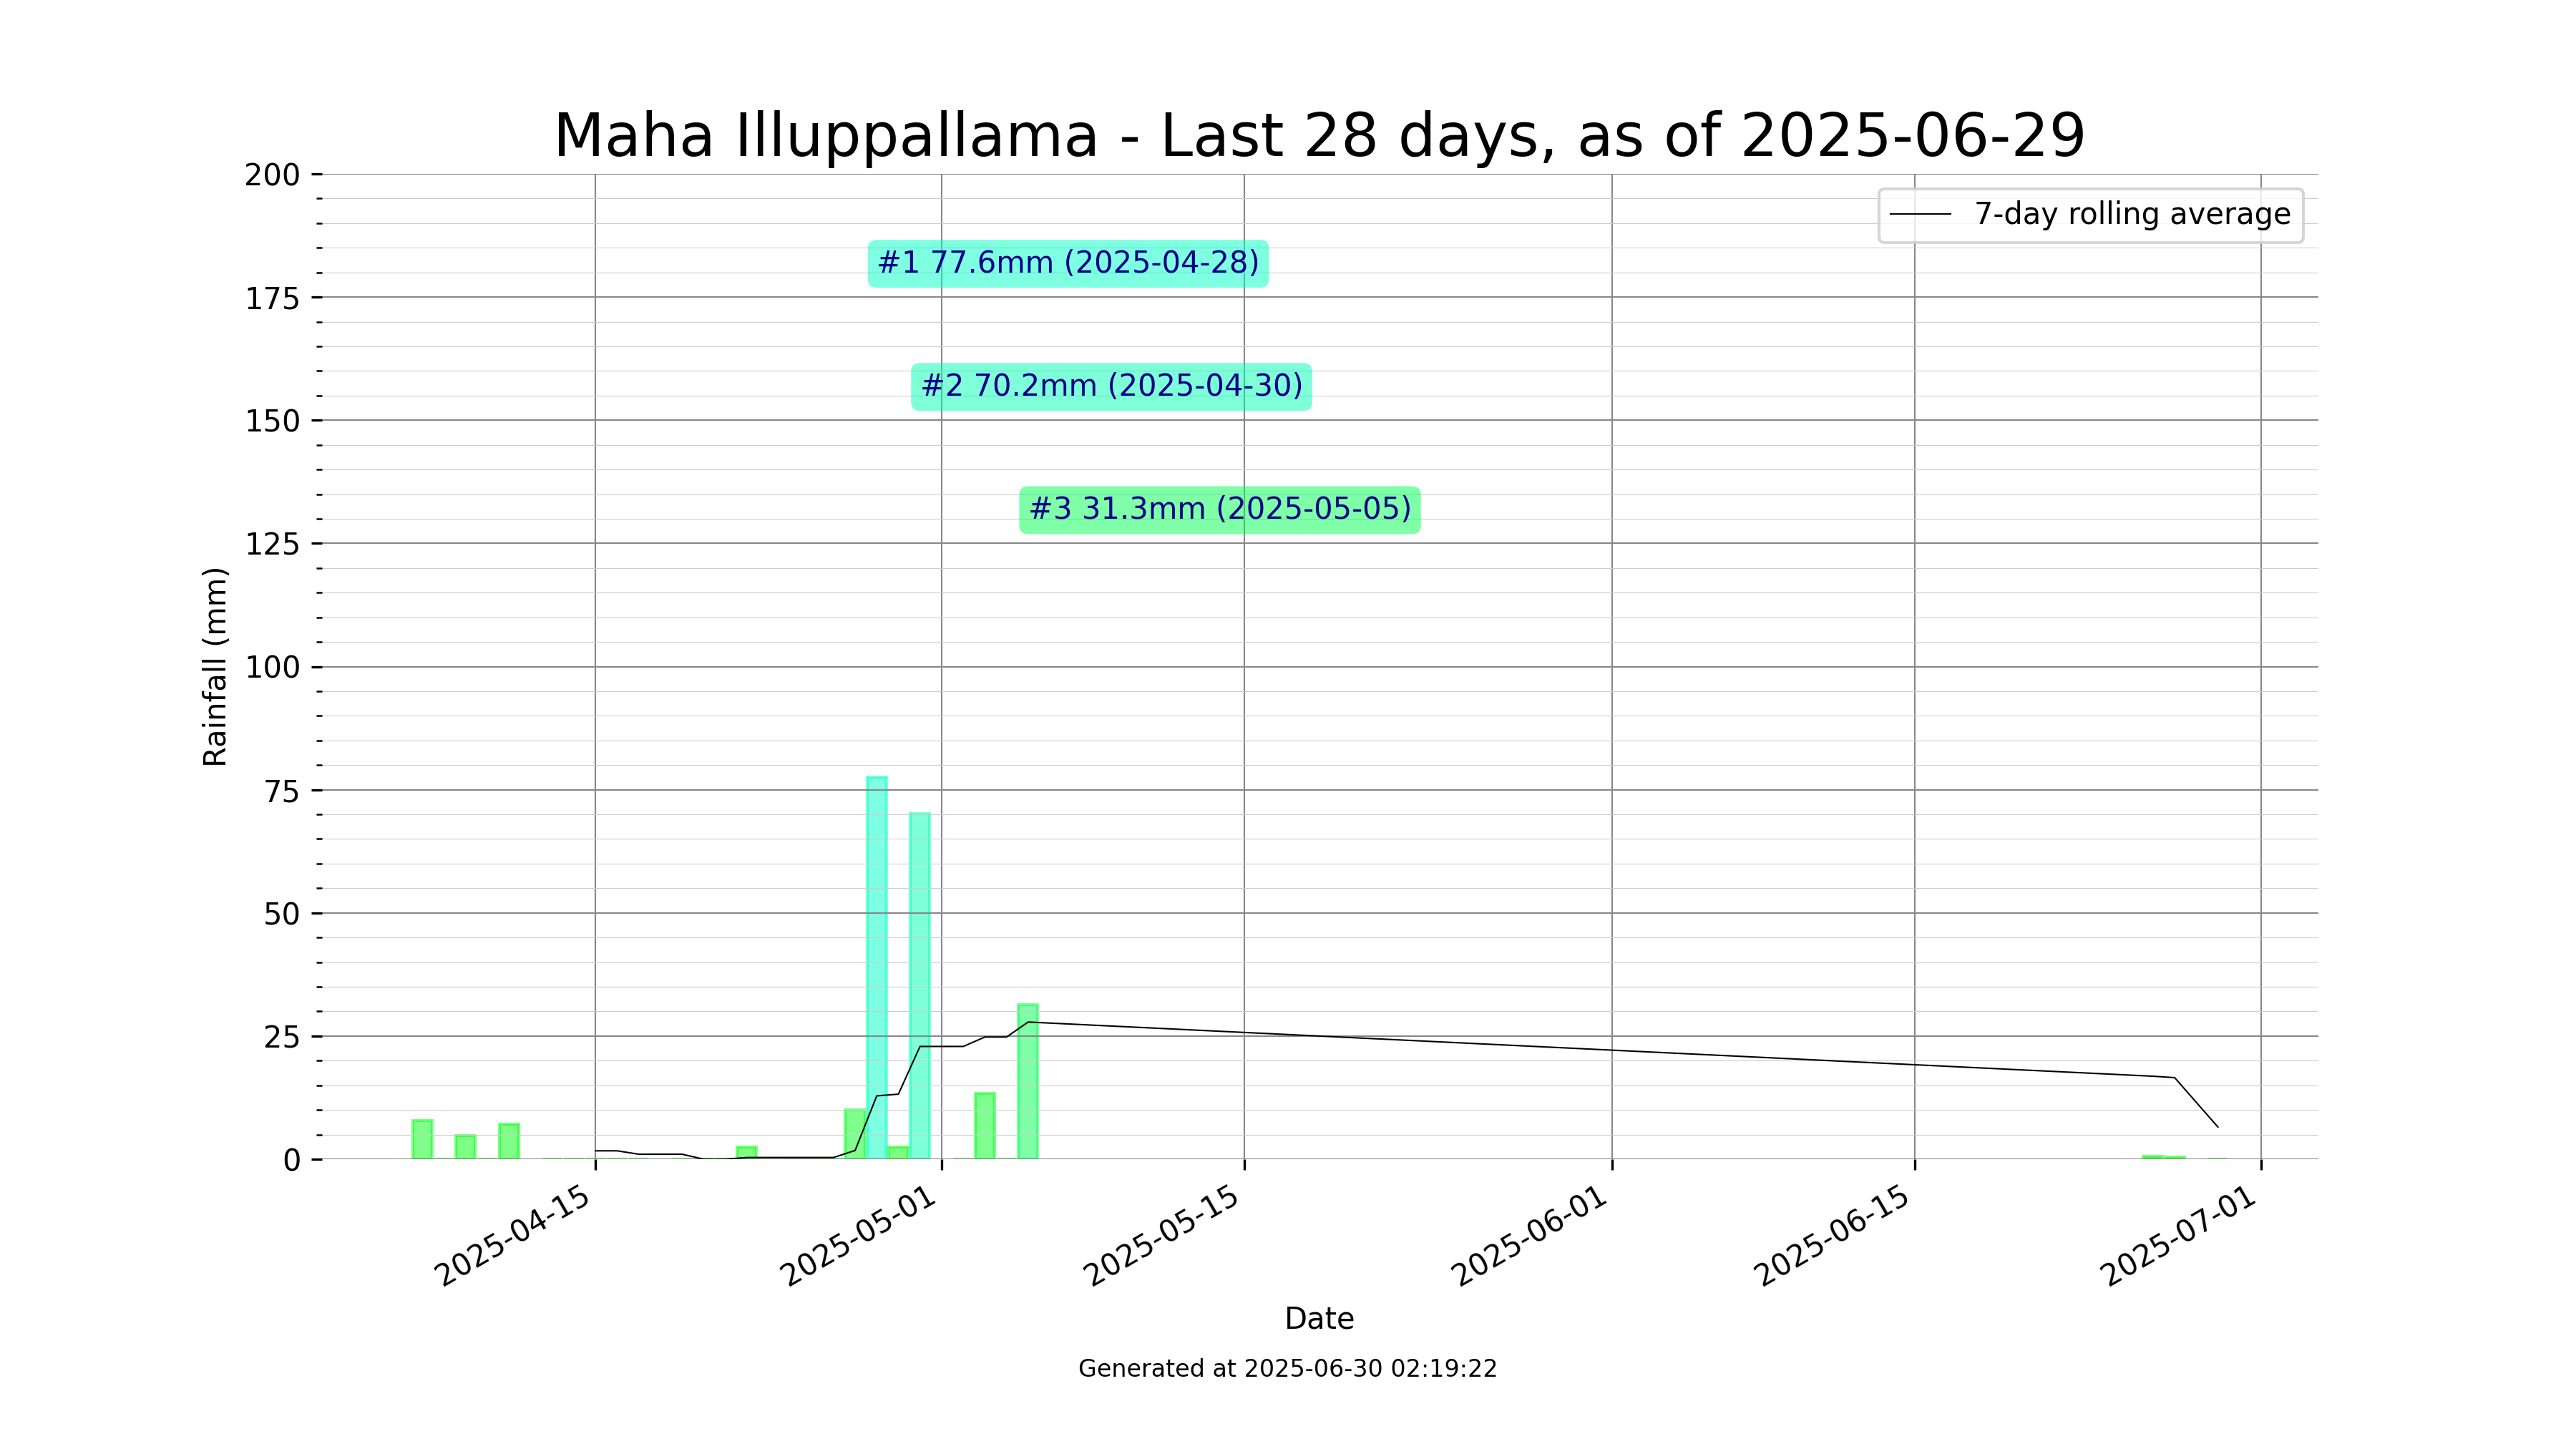 Maha Illuppallama - Last 28 days, as of 2025-06-29
7-day rolling average
#1 77.6mm (2025-04-28)
#2 70.2mm (2025-04-30)
#3 31.3mm (2025-05-05)
Rainfall (mm)
200
175
150
125
100
75
50
25
0
2025-04-15
2025-05-01
2025-05-15
2025-06-01
2025-06-15
2025-07-01
Date
Generated at 2025-06-30 02:19:22